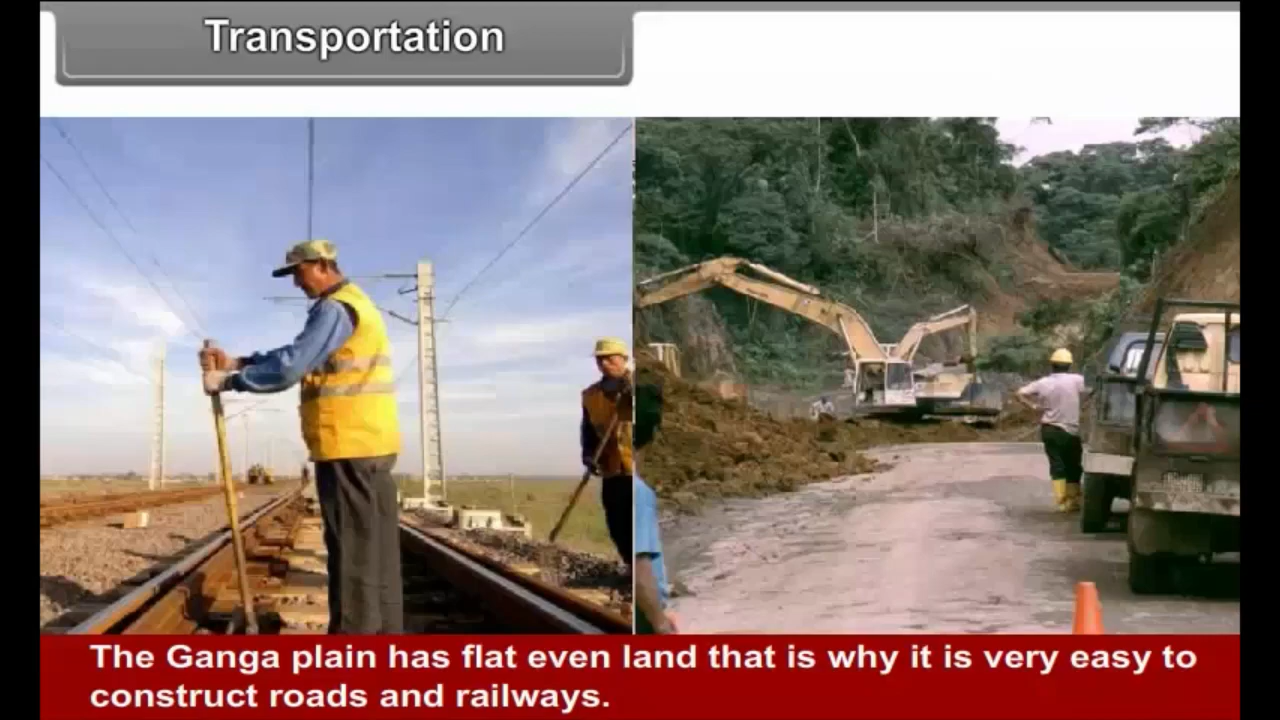 Transportation
The Ganga plain has flat even land that is why it is very easy to
construct roads and railways.